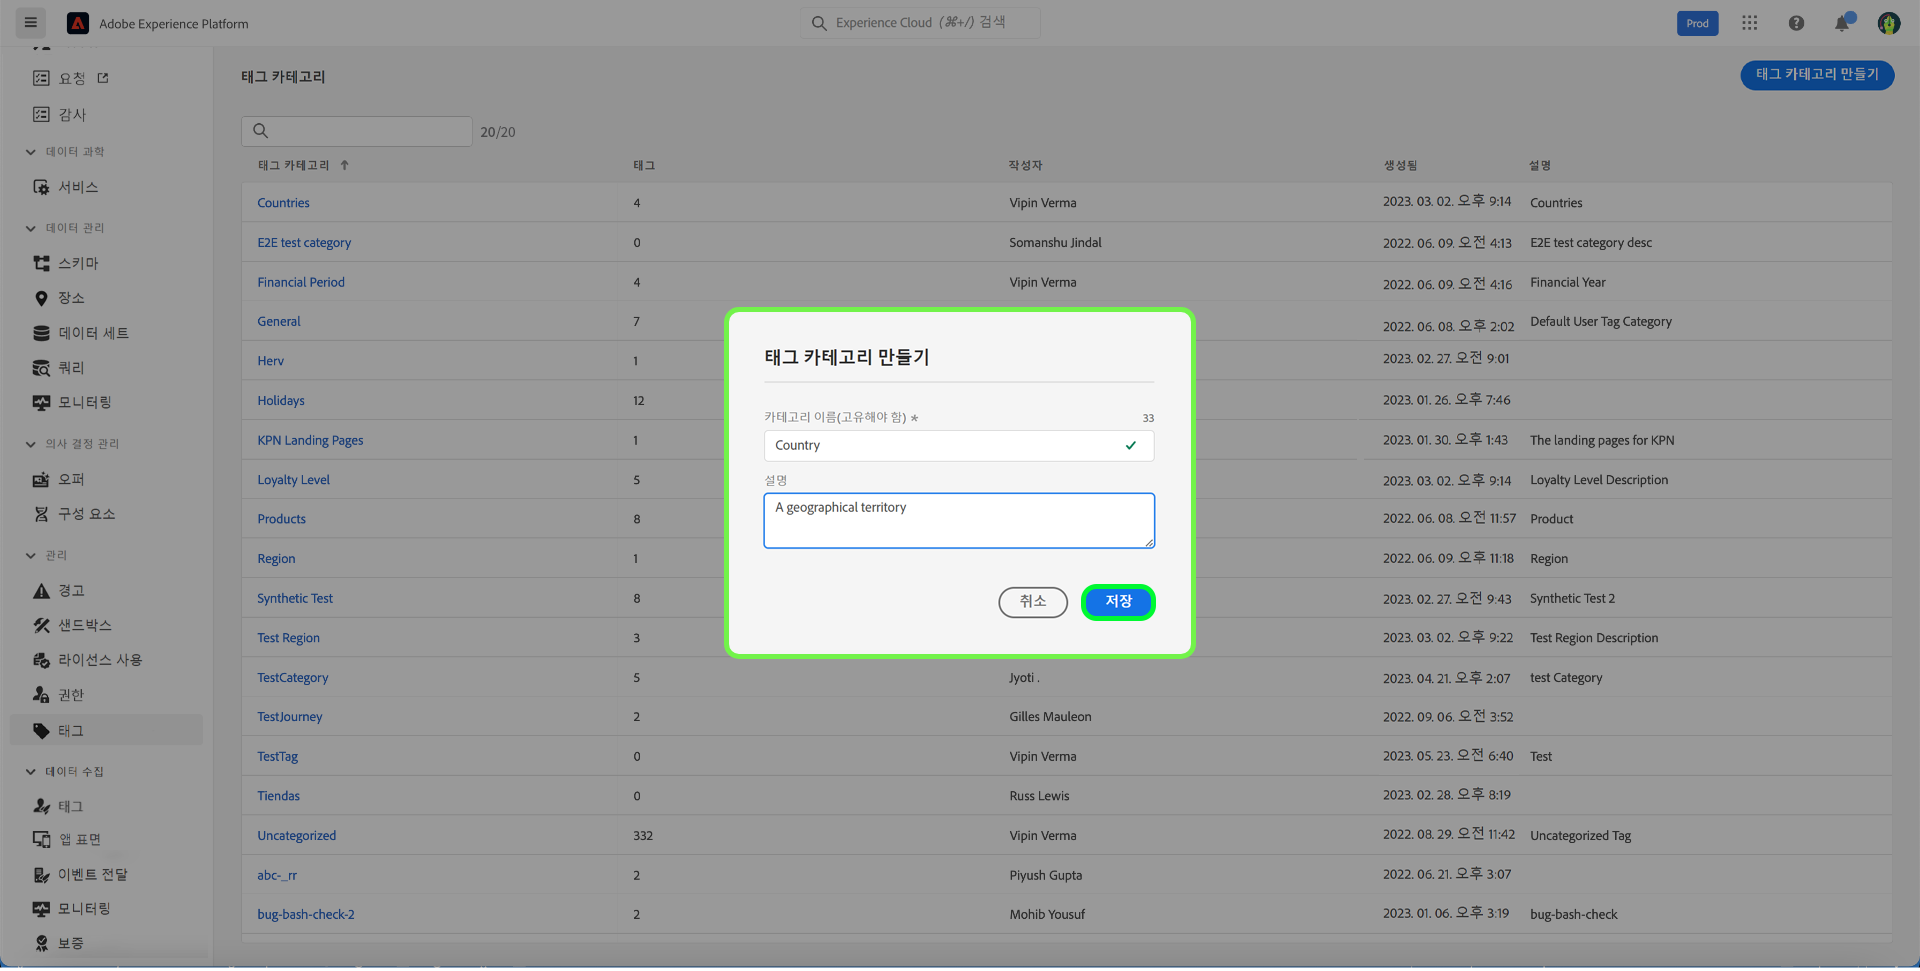 Adobe Experience Platform
Experience Cloud (⌘+/) 검색
Prod
요청
감사
데이터 과학
서비스
데이터 관리
스키마
장소
데이터 세트
쿼리
모니터링
의사 결정 관리
오퍼
구성 요소
관리
경고
샌드박스
라이선스 사용
권한
태그
데이터 수집
태그
앱 표면
이벤트 전달
모니터링
보증
태그 카테고리
태그 카테고리 만들기
20/20
태그 카테고리 ↑ 태그 작성자 생성됨 설명
Countries 4 Vipin Verma 2023. 03. 02. 오후 9:14 Countries
E2E test category 0 Somanshu Jindal 2022. 06. 09. 오전 4:13 E2E test category desc
Financial Period 4 Vipin Verma 2022. 06. 09. 오전 4:16 Financial Year
General 7 2022. 06. 08. 오후 2:02 Default User Tag Category
Herv 1 2023. 02. 27. 오전 9:01
Holidays 12 2023. 01. 26. 오후 7:46
KPN Landing Pages 1 2023. 01. 30. 오후 1:43 The landing pages for KPN
Loyalty Level 5 2023. 03. 02. 오후 9:14 Loyalty Level Description
Products 8 2022. 06. 08. 오전 11:57 Product
Region 1 2022. 06. 09. 오후 11:18 Region
Synthetic Test 8 2023. 02. 27. 오전 9:43 Synthetic Test 2
Test Region 3 2023. 03. 02. 오후 9:22 Test Region Description
TestCategory 5 Jyoti . 2023. 04. 21. 오후 2:07 test Category
TestJourney 2 Gilles Mauleon 2022. 09. 06. 오전 3:52
TestTag 0 Vipin Verma 2023. 05. 23. 오전 6:40 Test
Tiendas 0 Russ Lewis 2023. 02. 28. 오후 8:19
Uncategorized 332 Vipin Verma 2022. 08. 29. 오전 11:42 Uncategorized Tag
abc-_rr 2 Piyush Gupta 2022. 06. 21. 오후 3:07
bug-bash-check-2 2 Mohib Yousuf 2023. 01. 06. 오후 3:19 bug-bash-check
태그 카테고리 만들기
카테고리 이름(고유해야 함) * 33
Country
설명
A geographical territory
취소 저장